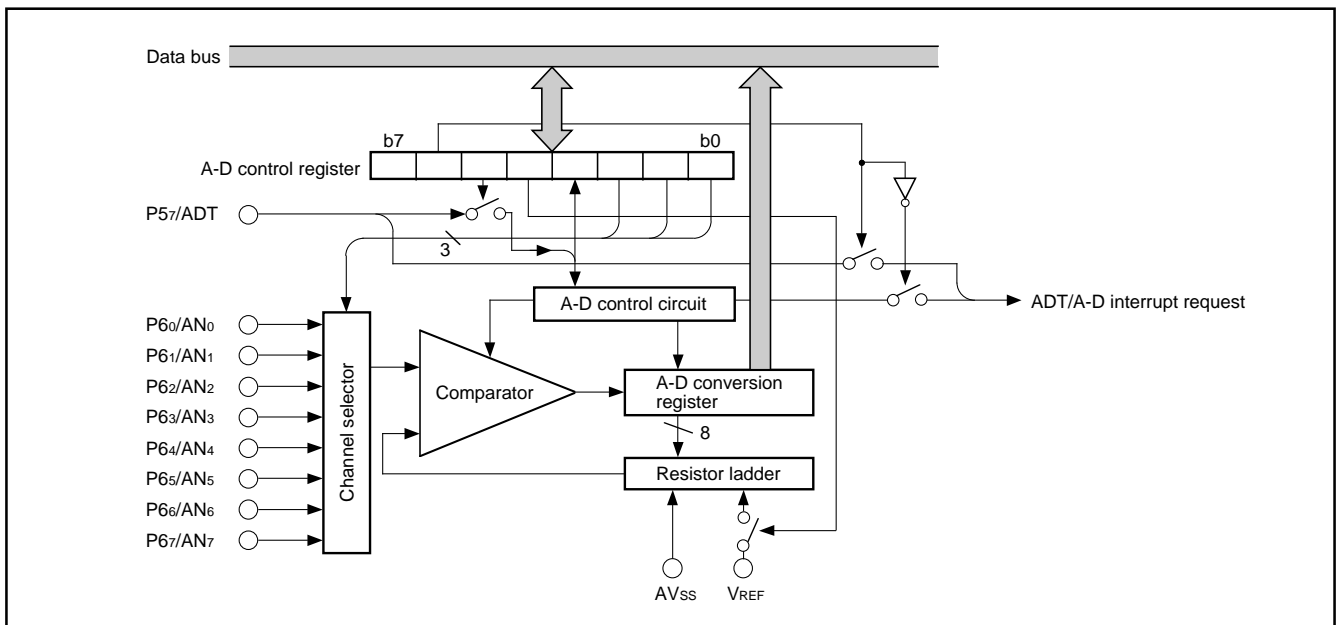 Data bus
b7
b0
A-D control register
P57/ADT
3
A-D control circuit
ADT/A-D interrupt request
P60/AN0
P61/AN1
P62/AN2
P63/AN3
P64/AN4
P65/AN5
P66/AN6
P67/AN7
Channel selector
Comparator
A-D conversion
register
8
Resistor ladder
AVSS
VREF